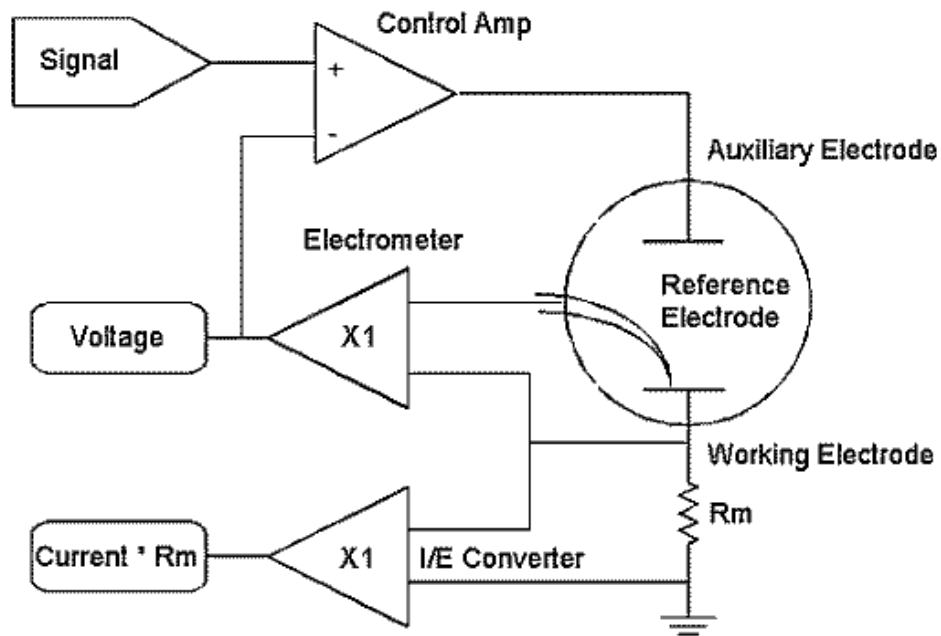 Control Amp
Signal
+
-
Auxiliary Electrode
Electrometer
Reference
Electrode
Voltage
X1
Working Electrode
Rm
Current * Rm
X1
I/E Converter